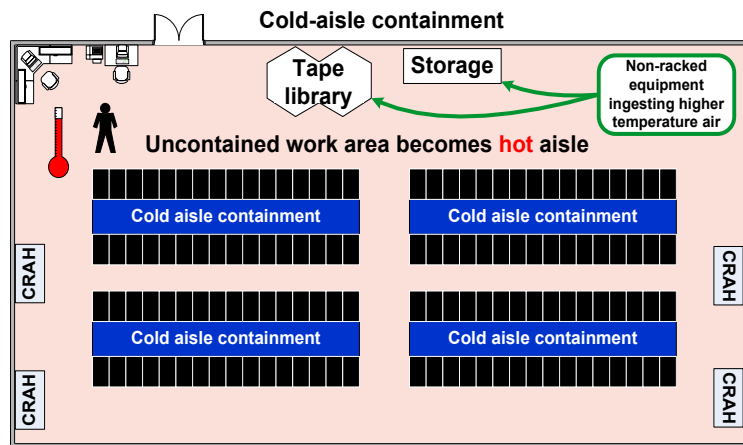 Cold-aisle containment
Tape
library
Storage
Non-racked
equipment
ingesting higher
temperature air
Uncontained work area becomes hot aisle
Cold aisle containment
Cold aisle containment
CRAH
CRAH
Cold aisle containment
Cold aisle containment
CRAH
CRAH